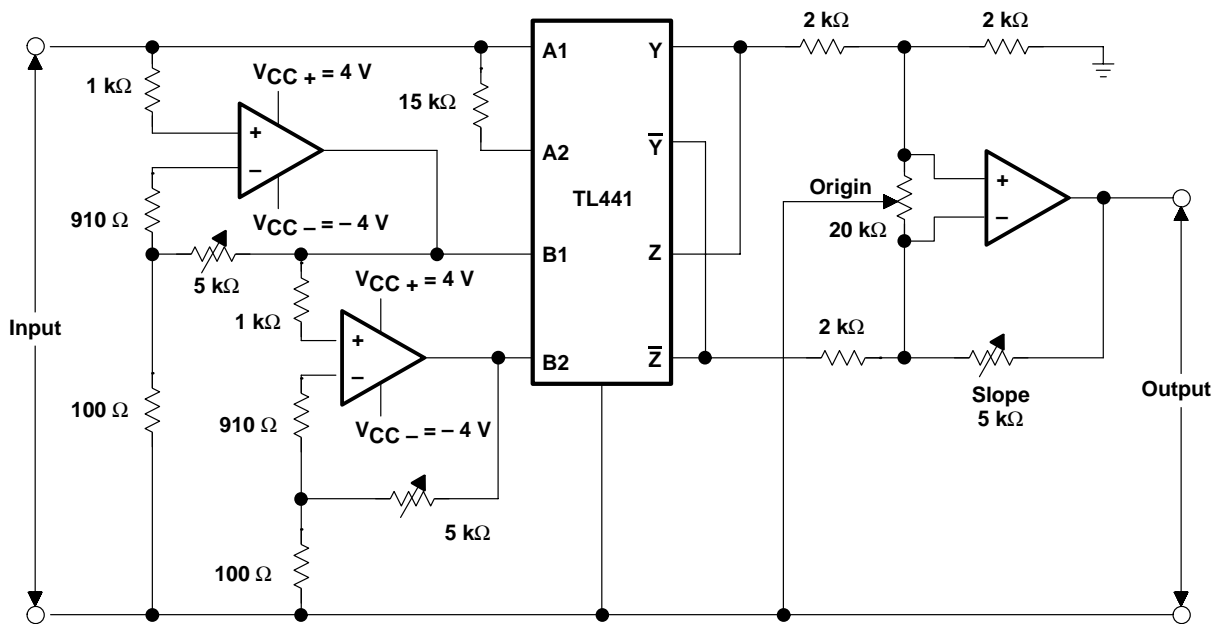 2 kΩ
2 kΩ
A1
Y
1 kΩ
VCC + = 4 V
15 kΩ
+
A2
Y
+
–
TL441
Origin
–
910 Ω
VCC – = – 4 V
20 kΩ
B1
Z
5 kΩ
VCC + = 4 V
Input
1 kΩ
2 kΩ
+
B2
Z
–
Slope
Output
100 Ω
910 Ω
5 kΩ
VCC – = – 4 V
5 kΩ
100 Ω